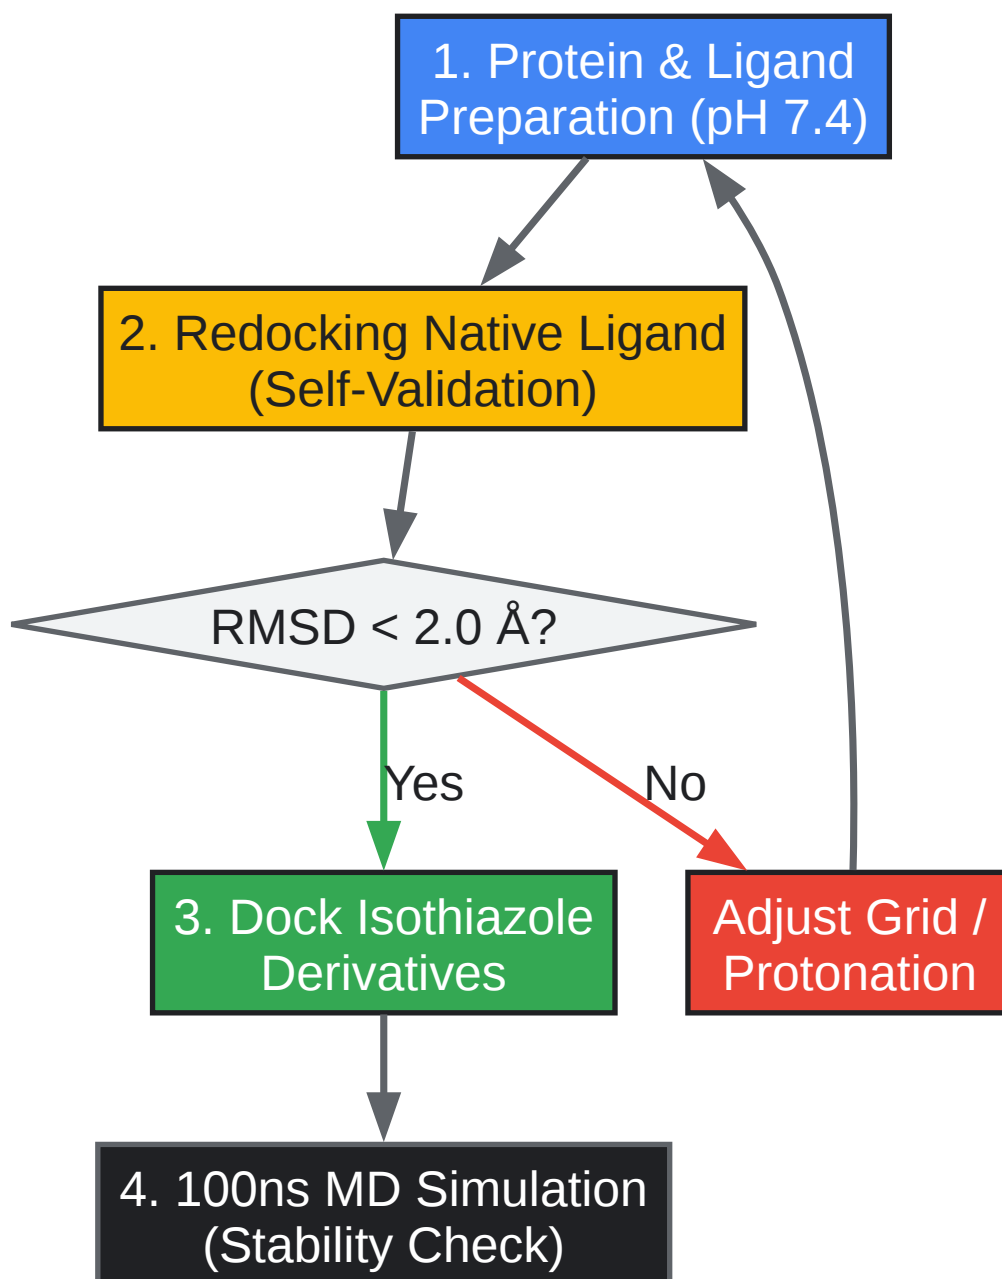 1. Protein & Ligand
Preparation (pH 7.4)
2. Redocking Native Ligand
(Self-Validation)
RMSD < 2.0 Å?
Yes
No
3. Dock Isothiazole
Derivatives
Adjust Grid /
Protonation
4. 100ns MD Simulation
(Stability Check)